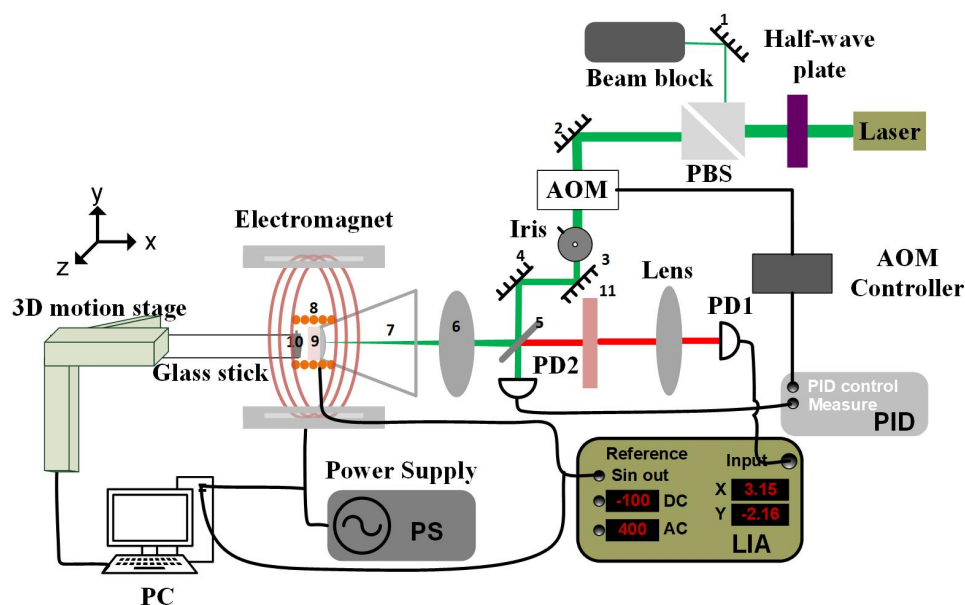 1
Half-wave
plate
Beam block
Laser
2
PBS
AOM
y
x
z
Electromagnet
Iris
3
4
Lens
AOM
Controller
11
3D motion stage
8
PD1
7
6
5
10
9
PD2
Glass stick
PID control
Measure
PID
Reference
Input
Sin out
Power Supply
X
3.15
-100
DC
Y
-2.16
400
AC
PS
LIA
PC